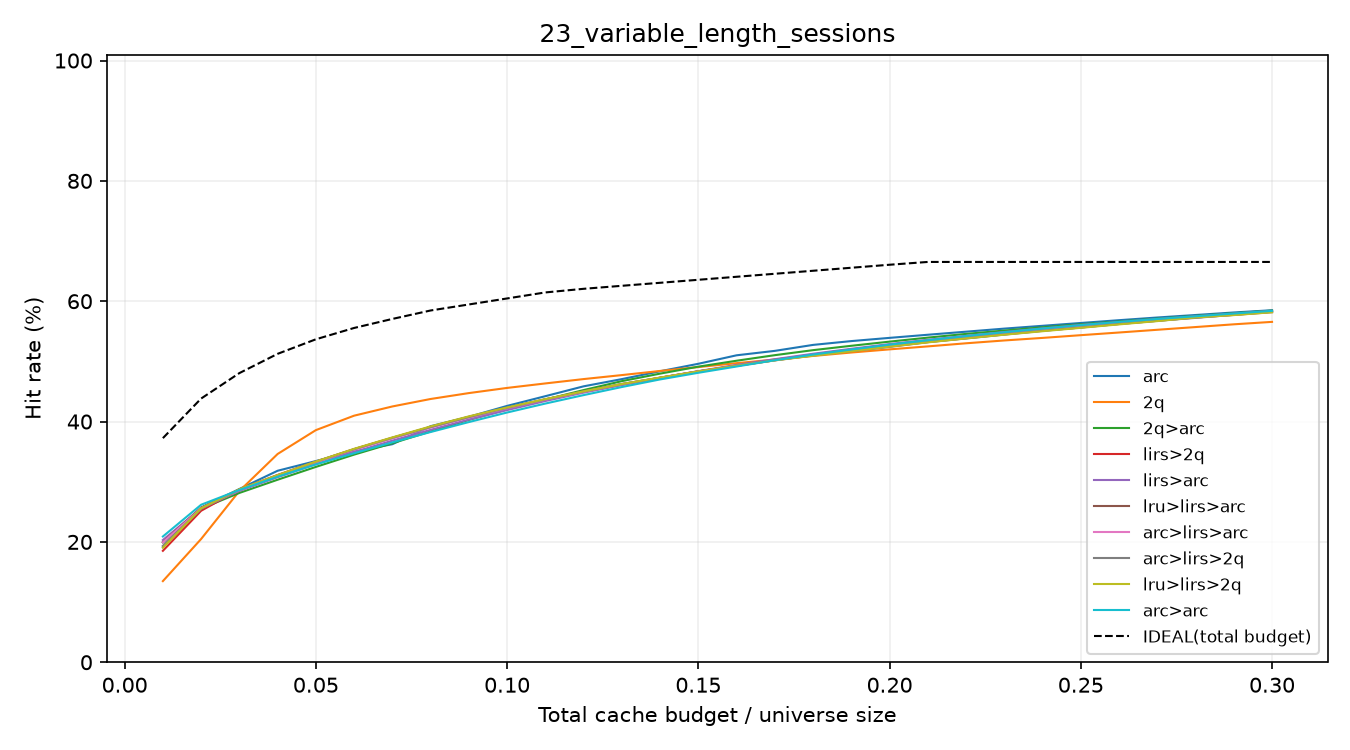 23_variable_length_sessions
Hit rate (%)
100
80
60
40
20
0
0.00
0.05
0.10
0.15
0.20
0.25
0.30
Total cache budget / universe size
arc
2q
2q>arc
lirs>2q
lirs>arc
lru>lirs>arc
arc>lirs>arc
arc>lirs>2q
lru>lirs>2q
arc>arc
IDEAL(total budget)